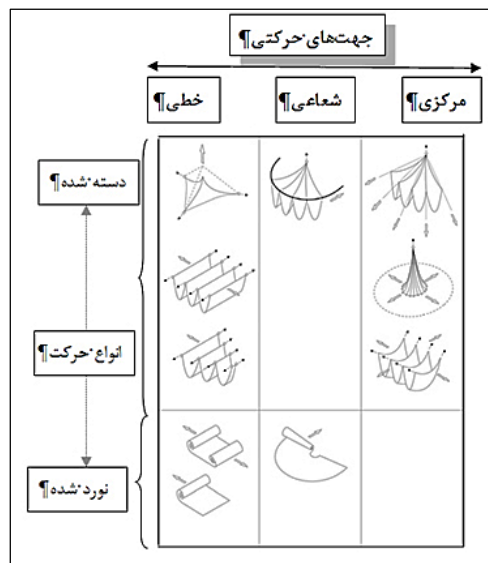 جهت‌های·حرکتی¶
خطی¶
شعاعی¶
مرکزی¶
دسته·شده¶
انواع·حرکت¶
نورد·شده¶